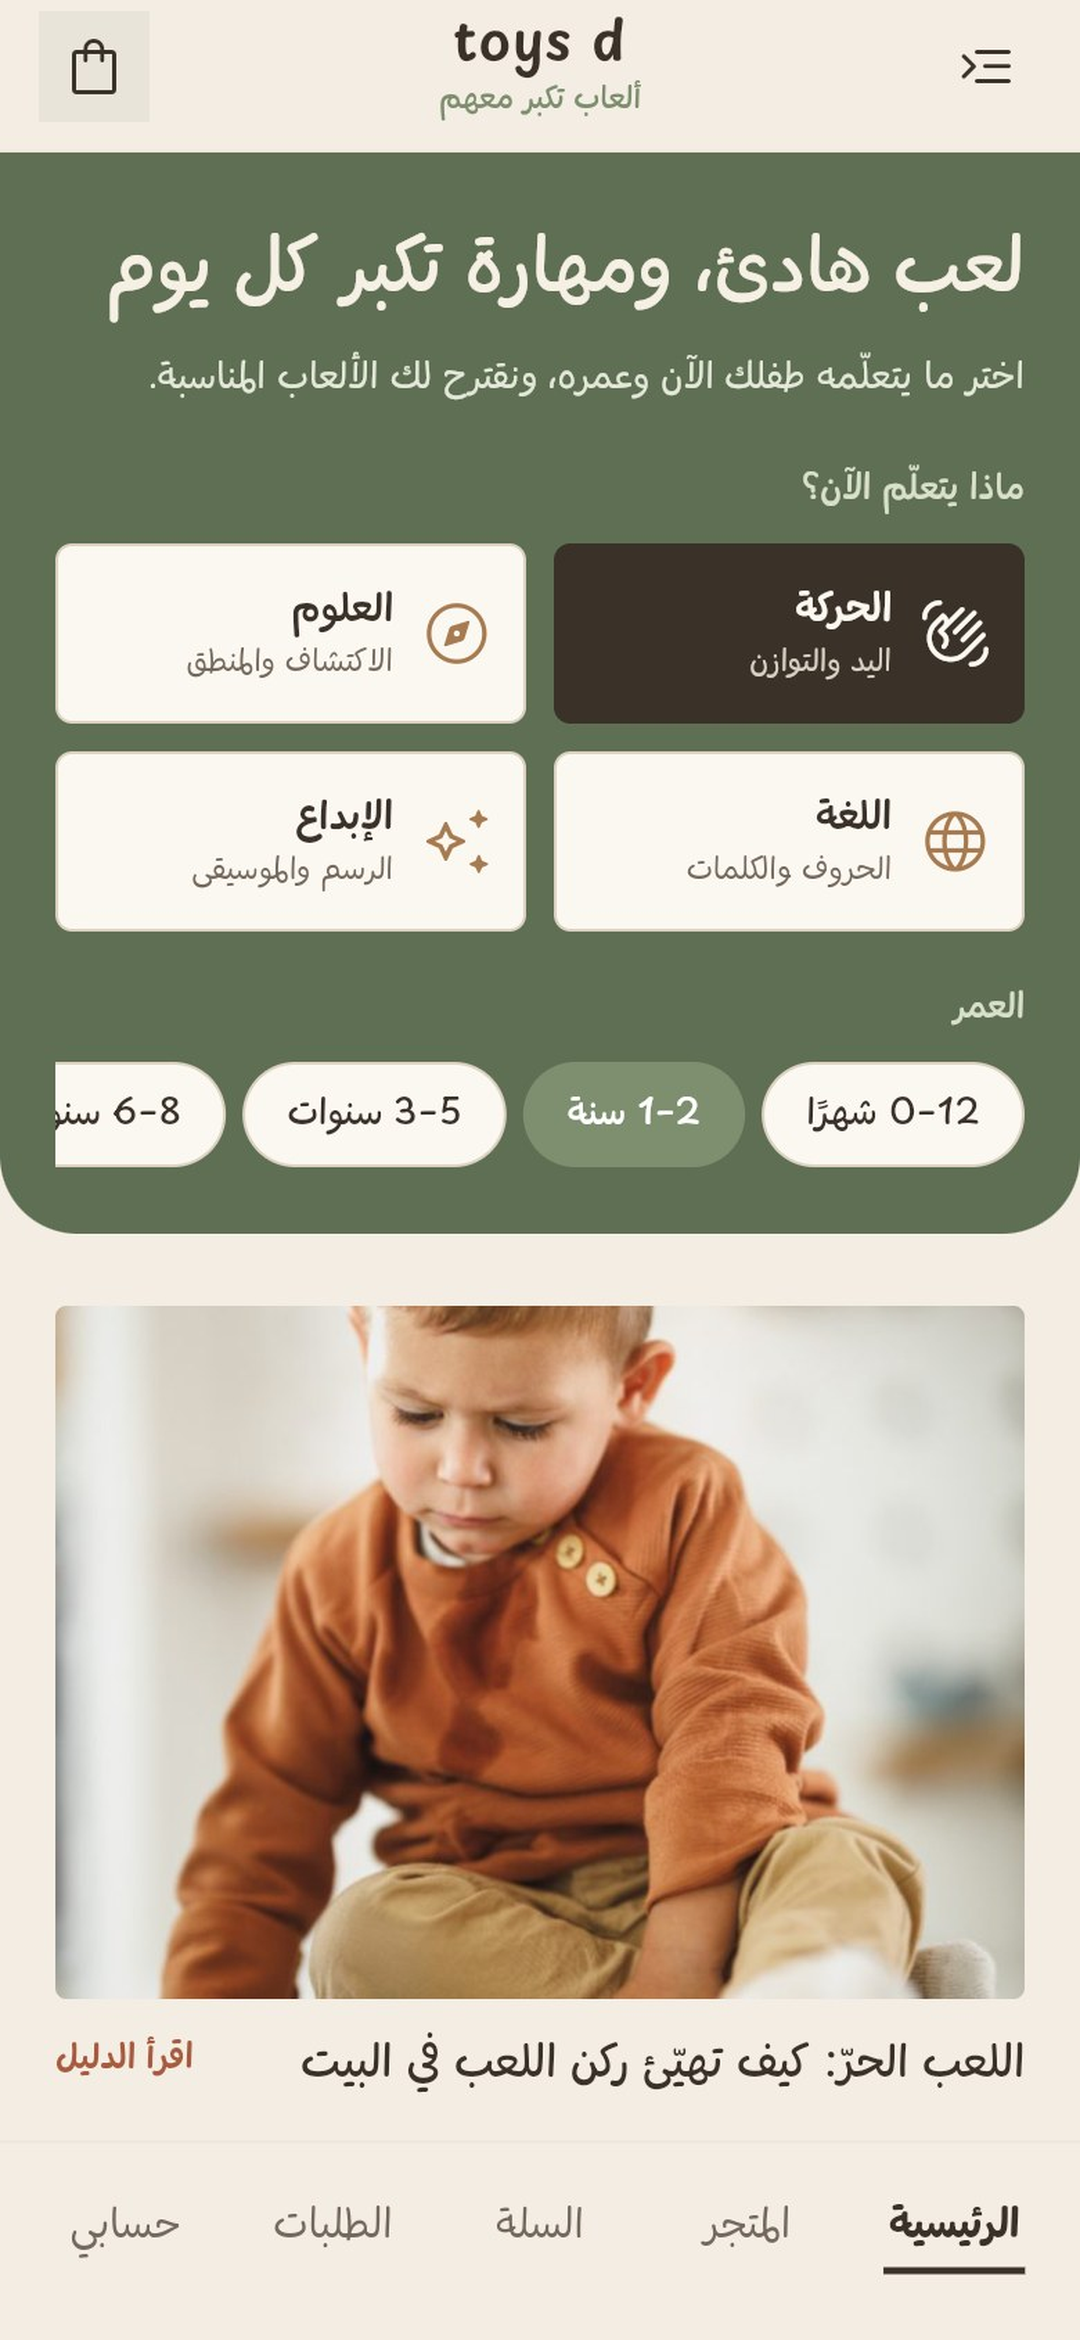 toys d
ألعاب تكبر معهم
لعب هادئ، ومهارة تكبر كل يوم
اختر ما يتعلّمه طفلك الآن وعمره، ونقترح لك الألعاب المناسبة.
ماذا يتعلّم الآن؟
الحركة
اليد والتوازن
العلوم
الاكتشاف والمنطق
اللغة
الحروف والكلمات
الإبداع
الرسم والموسيقى
العمر
0-12 شهرًا
1-2 سنة
3-5 سنوات
6-8 سنو
اللعب الحرّ: كيف تهيّئ ركن اللعب في البيت
اقرأ الدليل
الرئيسية
المتجر
السلة
الطلبات
حسابي